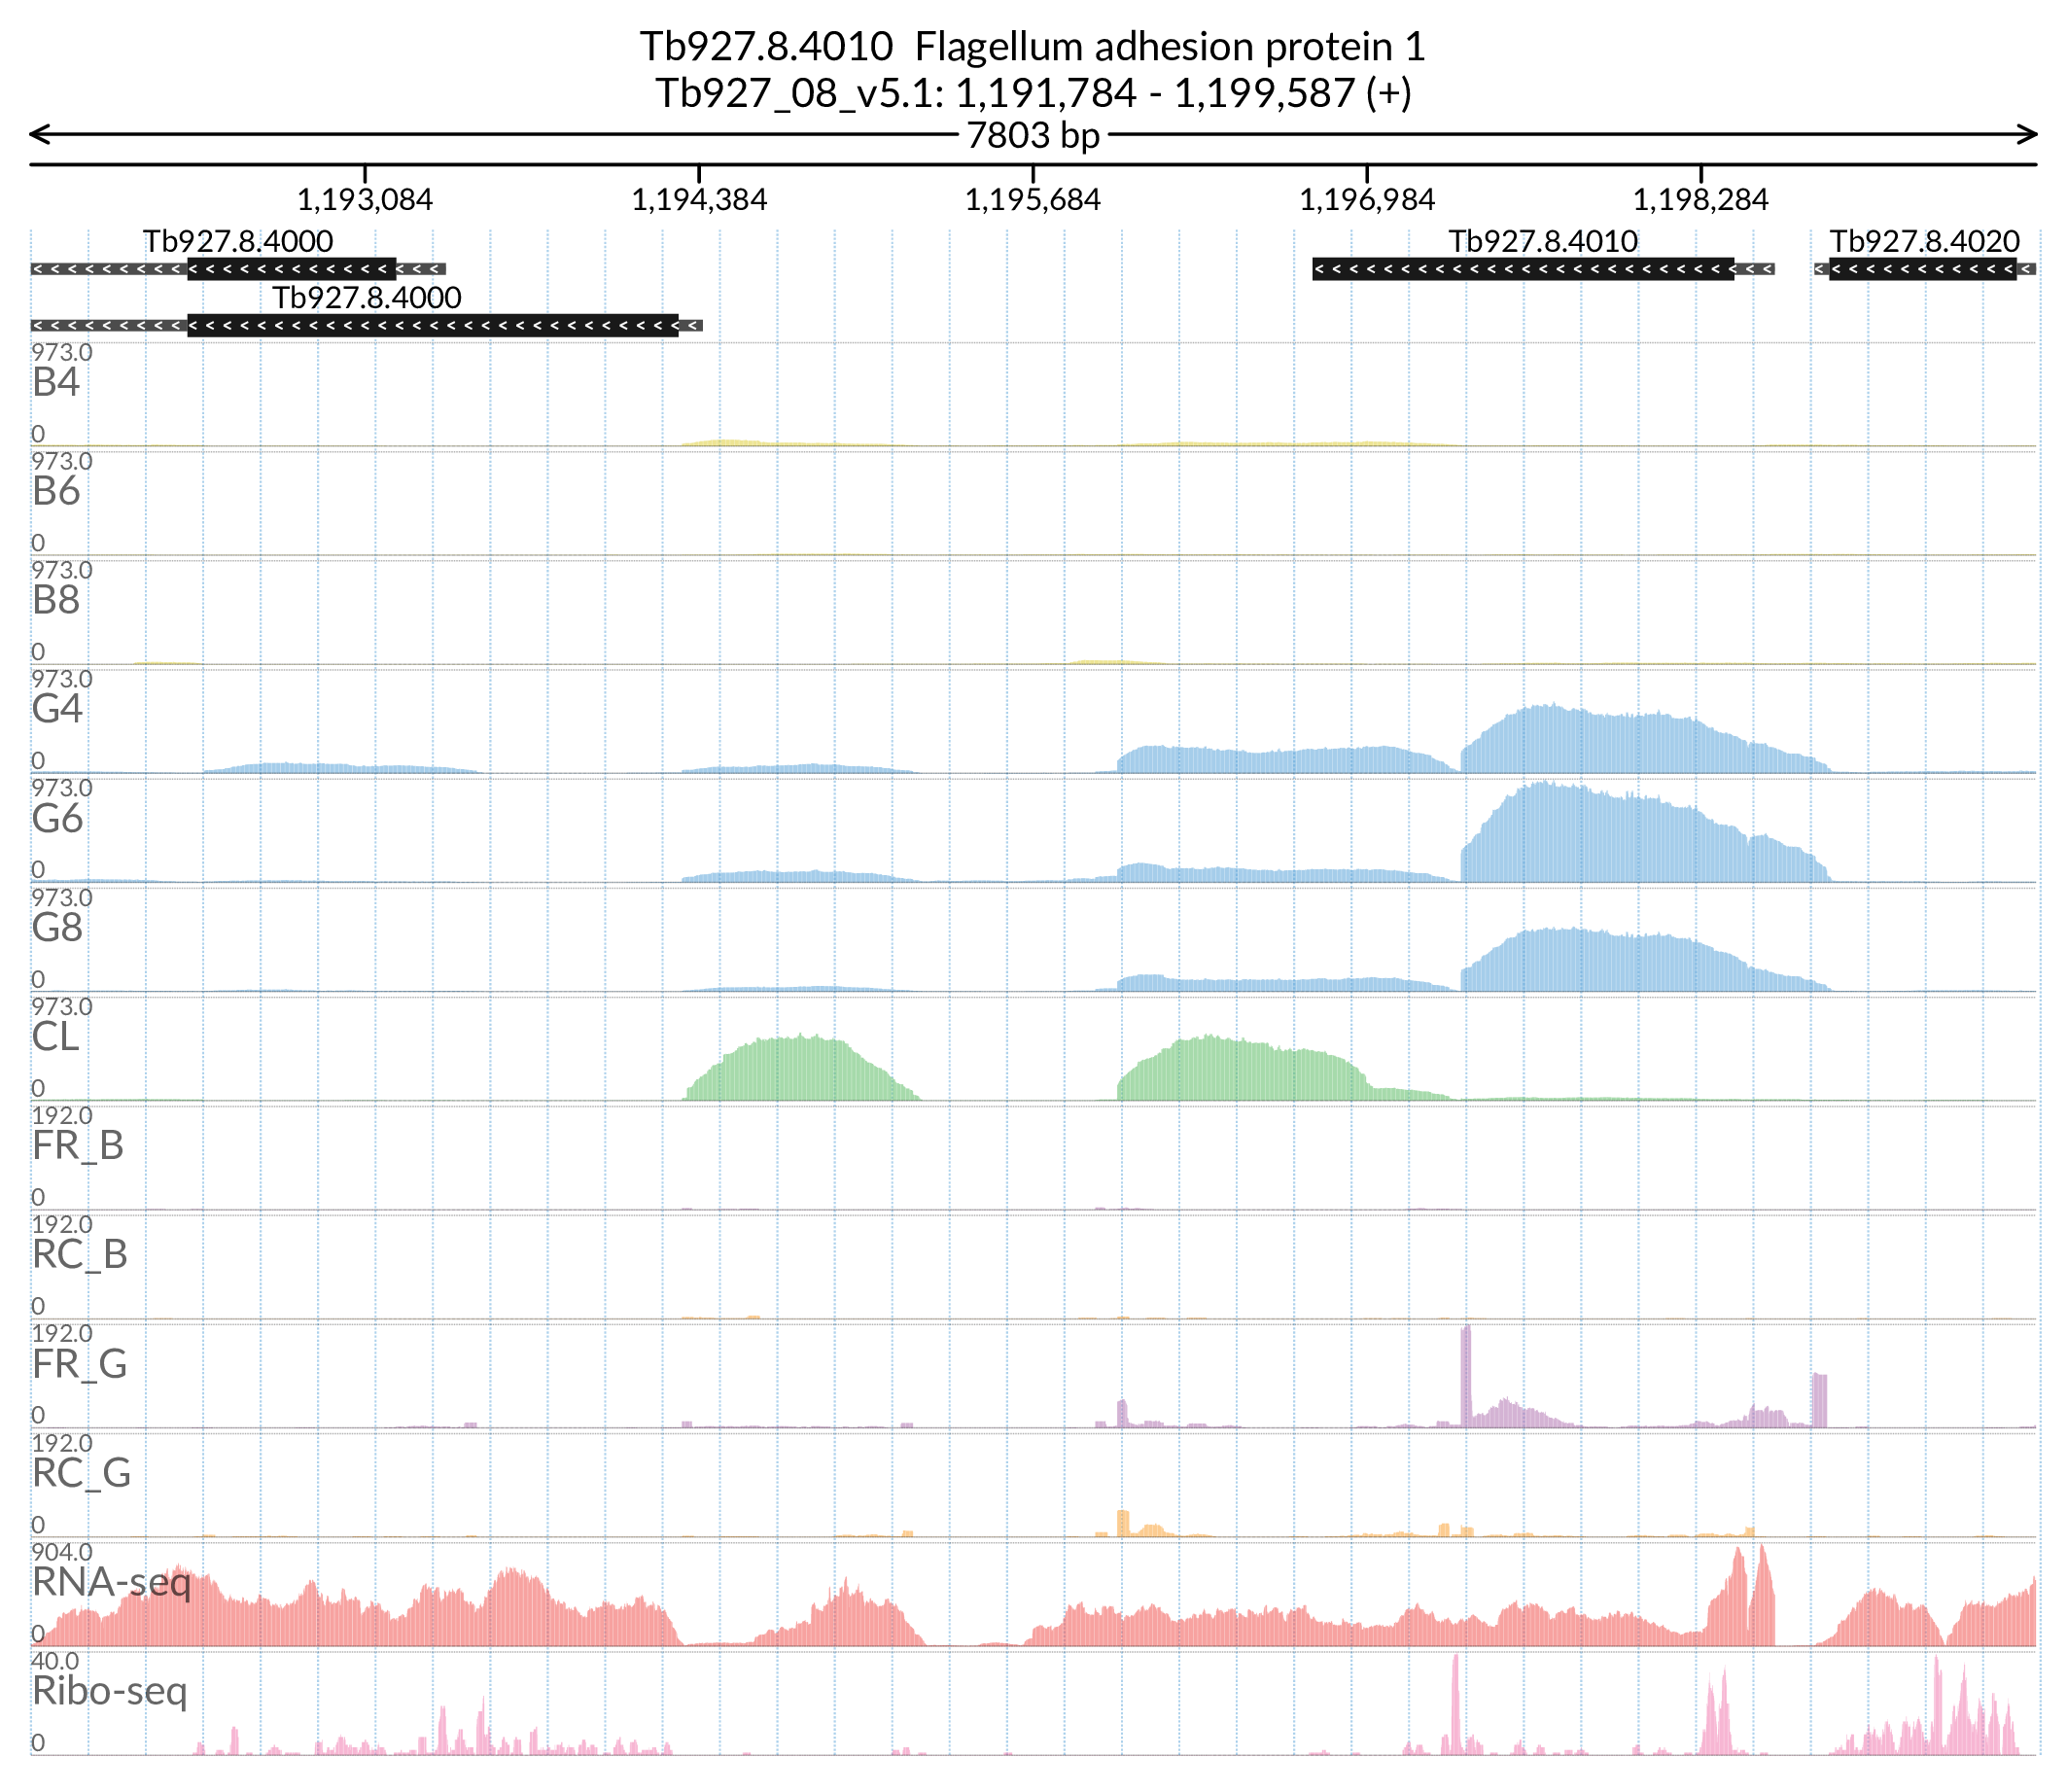 Tb927.8.4010  Flagellum adhesion protein 1
Tb927_08_v5.1: 1,191,784 - 1,199,587 (+)
7803 bp
1,193,084 1,194,384 1,195,684 1,196,984 1,198,284
Tb927.8.4000 Tb927.8.4010 Tb927.8.4020
Tb927.8.4000
973.0
B4
0
973.0
B6
0
973.0
B8
0
973.0
G4
0
973.0
G6
0
973.0
G8
0
973.0
CL
0
192.0
FR_B
0
192.0
RC_B
0
192.0
FR_G
0
192.0
RC_G
0
904.0
RNA-seq
0
40.0
Ribo-seq
0